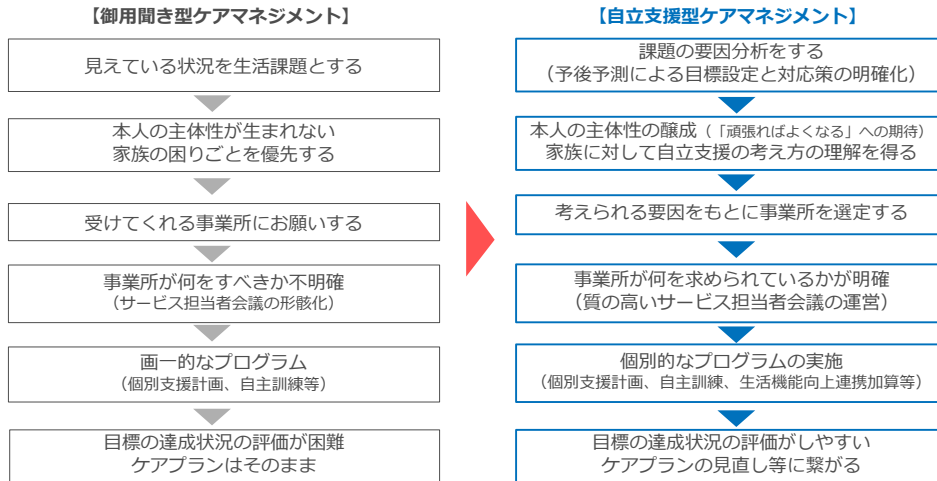 【御用聞き型ケアマネジメント】
見えている状況を生活課題とする
本人の主体性が生まれない
家族の困りごとを優先する
受けてくれる事業所にお願いする
事業所が何をすべきか不明確
（サービス担当者会議の形骸化）
画一的なプログラム
（個別支援計画、自主訓練等）
目標の達成状況の評価が困難
ケアプランはそのまま
【自立支援型ケアマネジメント】
課題の要因分析をする
（予後予測による目標設定と対応策の明確化）
本人の主体性の醸成（「頑張ればよくなる」への期待）
家族に対して自立支援の考え方の理解を得る
考えられる要因をもとに事業所を選定する
事業所が何を求められているかが明確
（質の高いサービス担当者会議の運営）
個別的なプログラムの実施
（個別支援計画、自主訓練、生活機能向上連携加算等）
目標の達成状況の評価がしやすい
ケアプランの見直し等に繋がる